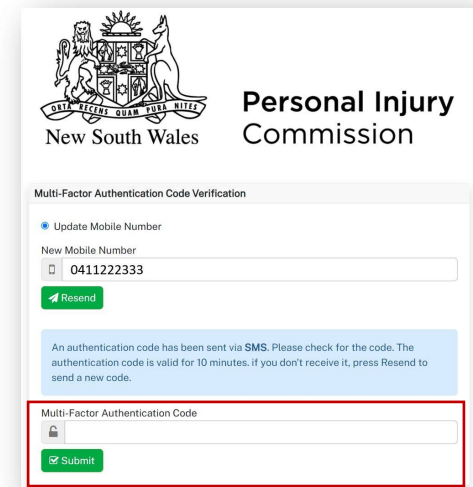 ORTA RECENS QUAM PURA NITES
New South Wales
Personal Injury
Commission
Multi-Factor Authentication Code Verification
Update Mobile Number
New Mobile Number
0411222333
Resend
An authentication code has been sent via SMS. Please check for the code. The
authentication code is valid for 10 minutes. if you don't receive it, press Resend to
send a new code.
Multi-Factor Authentication Code
Submit